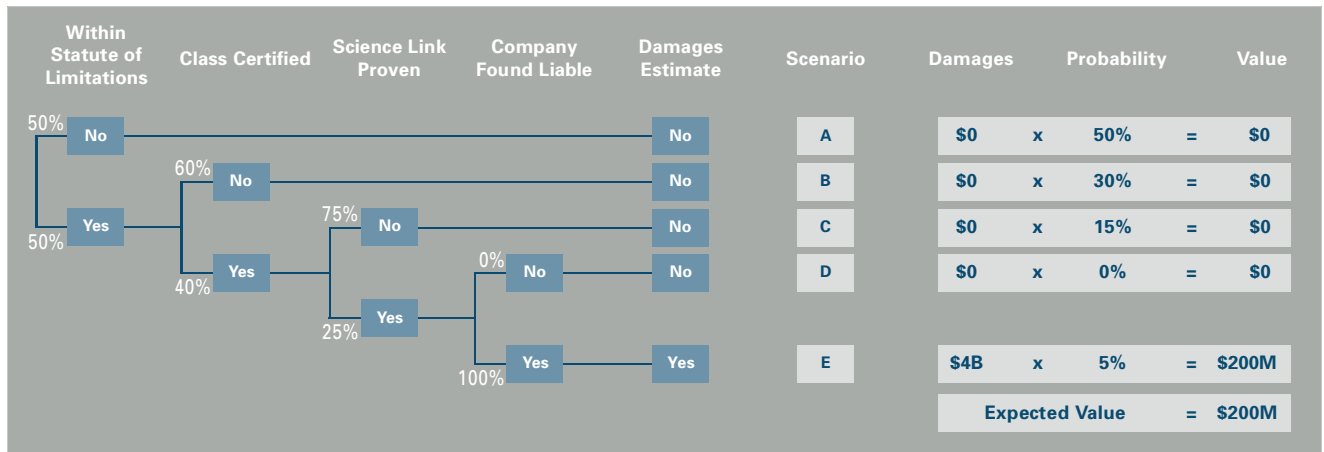 Within
Statute of
Limitations
Class Certified
Science Link
Proven
Company
Found Liable
Damages
Estimate
Scenario
Damages
Probability
Value
50%
No
No
A
$0 x 50% = $0
60%
No
No
B
$0 x 30% = $0
50%
Yes
75%
No
No
C
$0 x 15% = $0
40%
Yes
0%
No
No
D
$0 x 0% = $0
25%
Yes
100%
Yes
Yes
E
$4B x 5% = $200M
Expected Value = $200M